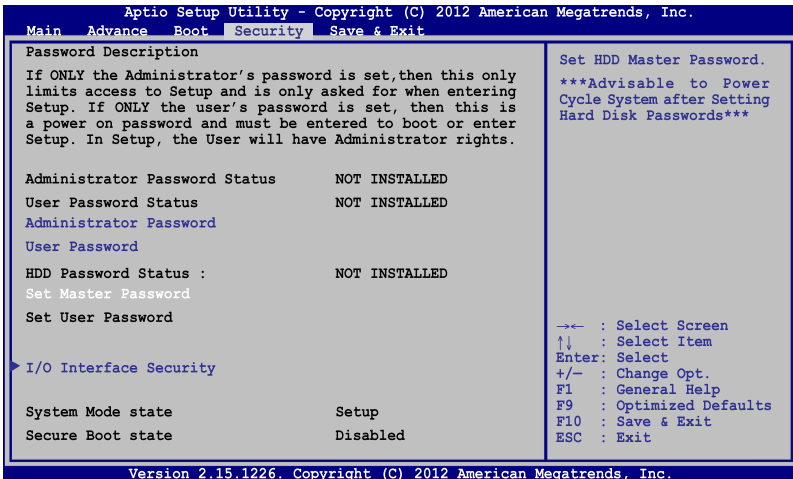 Aptio Setup Utility - Copyright (C) 2012 American Megatrends, Inc.
Main Advance Boot Security Save & Exit
Password Description
If ONLY the Administrator's password is set,then this only
limits access to Setup and is only asked for when entering
Setup. If ONLY the user's password is set, then this is
a power on password and must be entered to boot or enter
Setup. In Setup, the User will have Administrator rights.
Administrator Password Status NOT INSTALLED
User Password Status NOT INSTALLED
Administrator Password
User Password
HDD Password Status : NOT INSTALLED
Set Master Password
Set User Password
I/O Interface Security
System Mode state Setup
Secure Boot state Disabled
Set HDD Master Password.
***Advisable to Power
Cycle System after Setting
Hard Disk Passwords***
→← : Select Screen
↑↓ : Select Item
Enter: Select
+/— : Change Opt.
F1 : General Help
F9 : Optimized Defaults
F10 : Save & Exit
ESC : Exit
Version 2.15.1226. Copyright (C) 2012 American Megatrends, Inc.